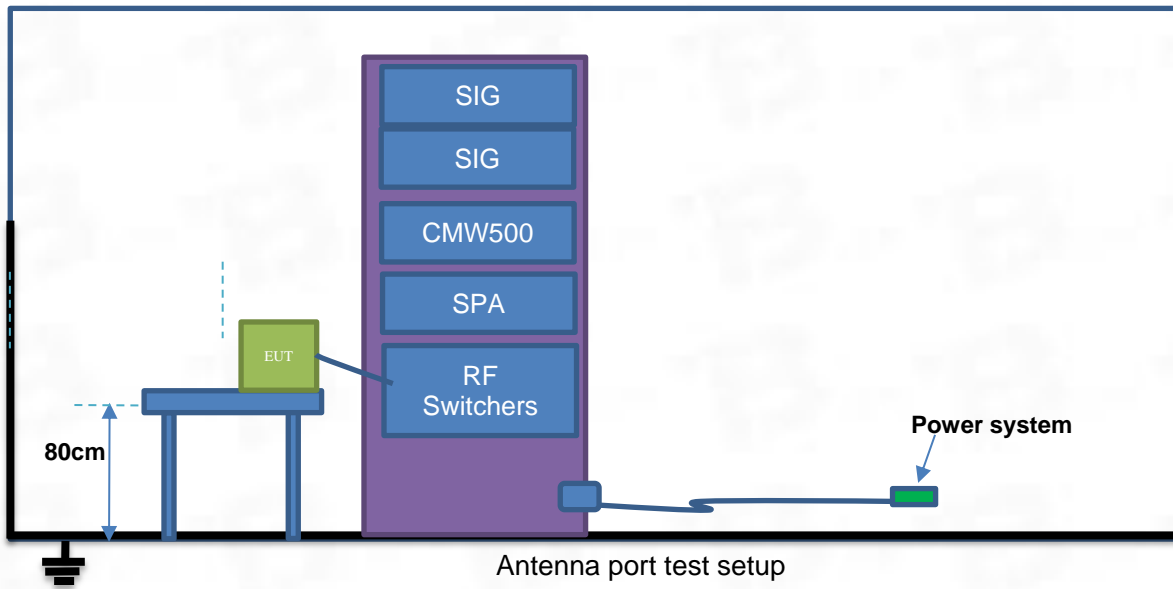 SIG
SIG
CMW500
SPA
EUT
RF
Switchers
80cm
Power system
Antenna port test setup